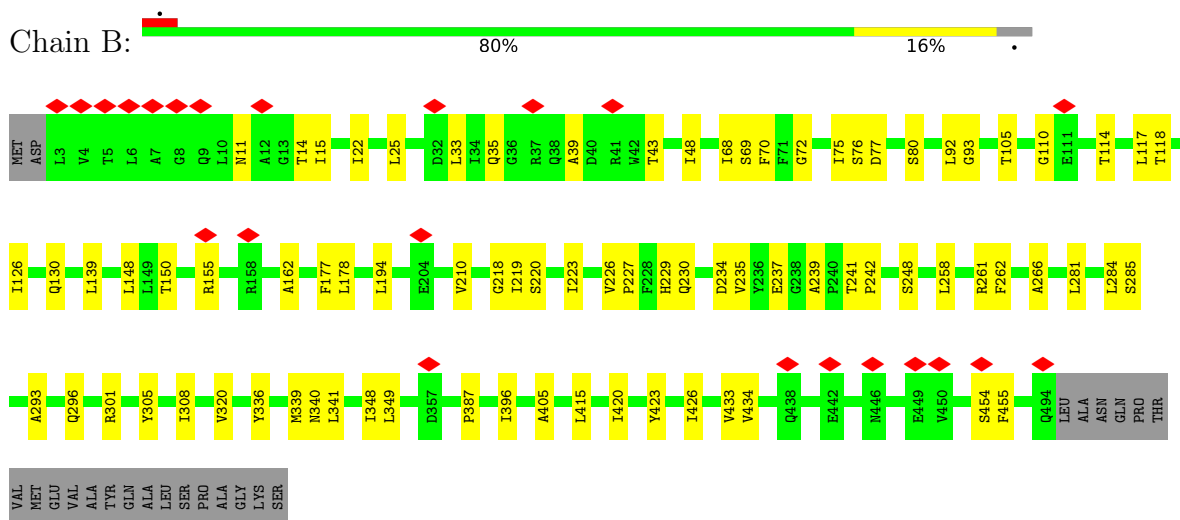 Chain B:
80% 16%
MET ASP L3 V4 T5 L6 A7 G8 Q9 L10 N11 A12 G13 T14 I15 I22 L25 D32 L33 I34 Q35 G36 R37 Q38 A39 D40 R41 W42 T43 I48 I68 S69 F70 F71 G72 I75 S76 D77 S80 L92 G93 T105 G110 E111 T114 L117 T118
I126 Q130 L139 L148 L149 T150 R155 R158 A162 F177 L178 L194 E204 V210 G218 I219 S220 I223 V226 P227 F228 H229 Q230 D234 V235 Y236 E237 G238 A239 P240 T241 P242 S248 L258 R261 F262 A266 L281 L284 S285
A293 Q296 R301 Y305 I308 V320 Y336 M339 N340 L341 I348 L349 D357 P387 I396 A405 L415 I420 Y423 I426 V433 V434 Q438 E442 N446 E449 V450 S454 F455 Q494 LEU ALA ASN GLN PRO THR
VAL MET GLU VAL ALA TYR GLN ALA LEU SER PRO ALA GLY LYS SER